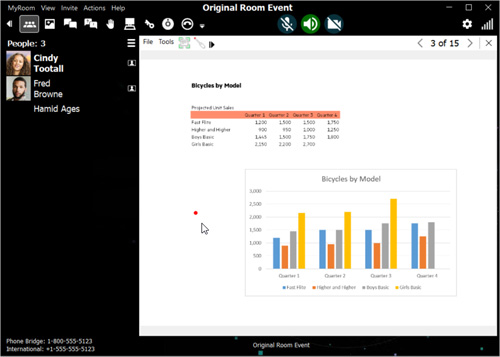 MyRoom View Invite Actions Help
Original Room Event
People: 3
Cindy
Tootall
Fred
Browne
Hamid Ages
File Tools
3 of 15
Bicycles by Model
Projected Unit Sales
Quarter 1 Quarter 2 Quarter 3 Quarter 4
Fast Flite 1,200 1,500 1,500 1,750
Higher and Higher 900 950 1,000 1,250
Boys Basic 1,445 1,500 1,750 1,800
Girls Basic 2,150 2,200 2,700
Bicycles by Model
3,000
2,500
2,000
1,500
1,000
500
0
Quarter 1 Quarter 2 Quarter 3 Quarter 4
Fast Flite Higher and Higher Boys Basic Girls Basic
Phone Bridge: 1-800-555-5123
International: +1-555-555-5123
Original Room Event